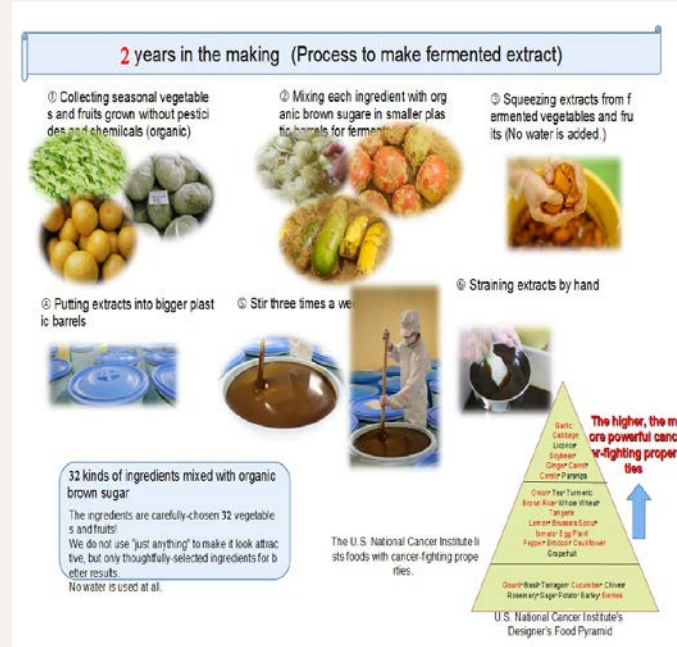 2 years in the making (Process to make fermented extract)
① Collecting seasonal vegetable
s and fruits grown without pestici
des and chemilcals (organic)
② Mixing each ingredient with org
anic brown sugare in smaller plas
tic barrels for ferment
③ Squeezing extracts from f
ermented vegetables and fru
its (No water is added.)
④ Putting extracts into bigger plast
ic barrels
⑤ Stir three times a we
⑥ Straining extracts by hand
32 kinds of ingredients mixed with organic
brown sugar
The ingredients are carefully-chosen 32 vegetable
s and fruits!
We do not use "just anything" to make it look attrac
tive, but only thoughtfully-selected ingredients for b
etter results.
No water is used at all.
The U.S. National Cancer Institute li
sts foods with cancer-fighting prope
rties.
The higher, the m
ore powerful canc
er-fighting proper
ties
Garlic
Cabbage
Licorice
Soybean
Ginger Carrot
Celery Parsnips
Onion Tea Turmeric
Brown Rice Whole Wheat
Tangerine
Lemon Brussels Sprout
Tomato Egg Plant
Pepper Broccoli Cauliflower
Grapefruit
Gourd Basil Tarragon Cucumber Chives
Rosemary Sage Potato Barley Berries
U.S. National Cancer Institute's
Designer's Food Pyramid